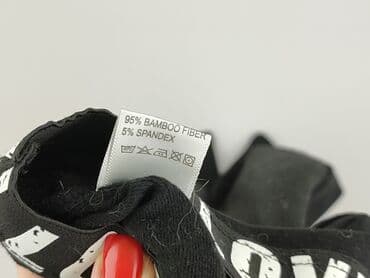 95% BAMBOO FIBER
5% SPANDEX